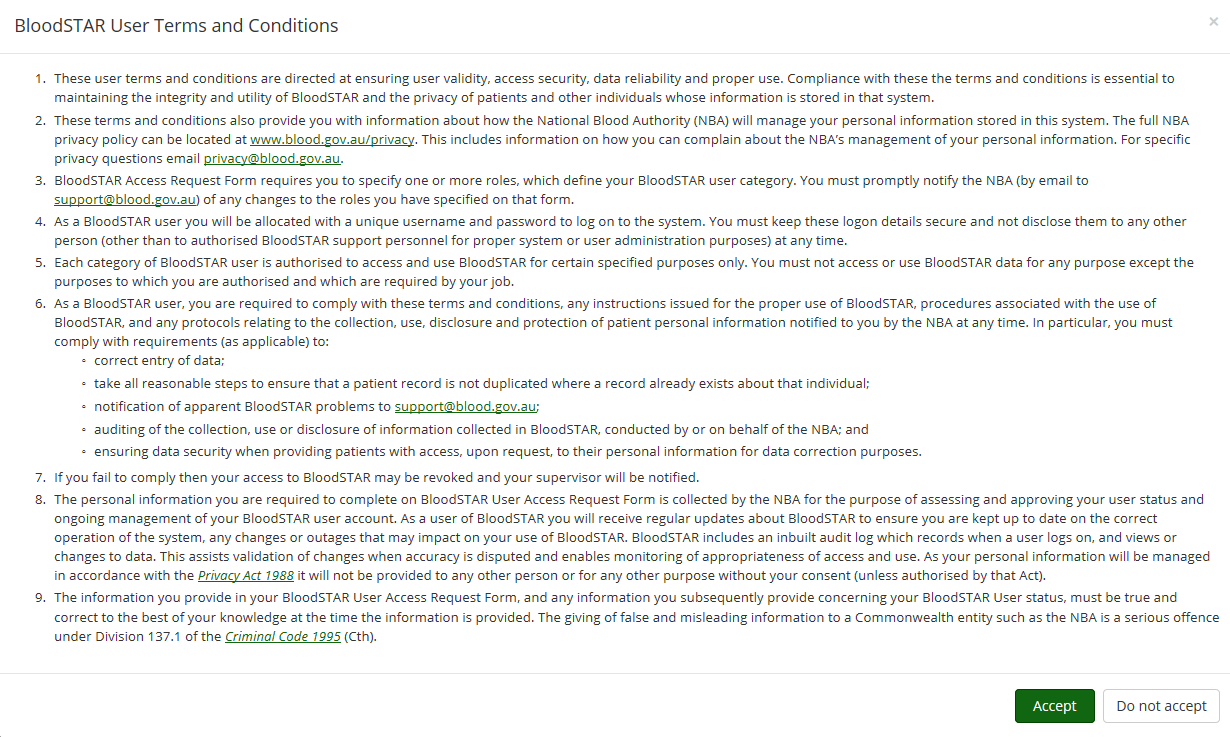 BloodSTAR User Terms and Conditions
×
1. These user terms and conditions are directed at ensuring user validity, access security, data reliability and proper use. Compliance with these the terms and conditions is essential to
maintaining the integrity and utility of BloodSTAR and the privacy of patients and other individuals whose information is stored in that system.
2. These terms and conditions also provide you with information about how the National Blood Authority (NBA) will manage your personal information stored in this system. The full NBA
privacy policy can be located at www.blood.gov.au/privacy. This includes information on how you can complain about the NBA's management of your personal information. For specific
privacy questions email privacy@blood.gov.au.
3. BloodSTAR Access Request Form requires you to specify one or more roles, which define your BloodSTAR user category. You must promptly notify the NBA (by email to
support@blood.gov.au) of any changes to the roles you have specified on that form.
4. As a BloodSTAR user you will be allocated with a unique username and password to log on to the system. You must keep these logon details secure and not disclose them to any other
person (other than to authorised BloodSTAR support personnel for proper system or user administration purposes) at any time.
5. Each category of BloodSTAR user is authorised to access and use BloodSTAR for certain specified purposes only. You must not access or use BloodSTAR data for any purpose except the
purposes to which you are authorised and which are required by your job.
6. As a BloodSTAR user, you are required to comply with these terms and conditions, any instructions issued for the proper use of BloodSTAR, procedures associated with the use of
BloodSTAR, and any protocols relating to the collection, use, disclosure and protection of patient personal information notified to you by the NBA at any time. In particular, you must
comply with requirements (as applicable) to:
◦ correct entry of data;
◦ take all reasonable steps to ensure that a patient record is not duplicated where a record already exists about that individual;
◦ notification of apparent BloodSTAR problems to support@blood.gov.au;
◦ auditing of the collection, use or disclosure of information collected in BloodSTAR, conducted by or on behalf of the NBA; and
◦ ensuring data security when providing patients with access, upon request, to their personal information for data correction purposes.
7. If you fail to comply then your access to BloodSTAR may be revoked and your supervisor will be notified.
8. The personal information you are required to complete on BloodSTAR User Access Request Form is collected by the NBA for the purpose of assessing and approving your user status and
ongoing management of your BloodSTAR user account. As a user of BloodSTAR you will receive regular updates about BloodSTAR to ensure you are kept up to date on the correct
operation of the system, any changes or outages that may impact on your use of BloodSTAR. BloodSTAR includes an inbuilt audit log which records when a user logs on, and views or
changes to data. This assists validation of changes when accuracy is disputed and enables monitoring of appropriateness of access and use. As your personal information will be managed
in accordance with the Privacy Act 1988 it will not be provided to any other person or for any other purpose without your consent (unless authorised by that Act).
9. The information you provide in your BloodSTAR User Access Request Form, and any information you subsequently provide concerning your BloodSTAR User status, must be true and
correct to the best of your knowledge at the time the information is provided. The giving of false and misleading information to a Commonwealth entity such as the NBA is a serious offence
under Division 137.1 of the Criminal Code 1995 (Cth).
Accept
Do not accept